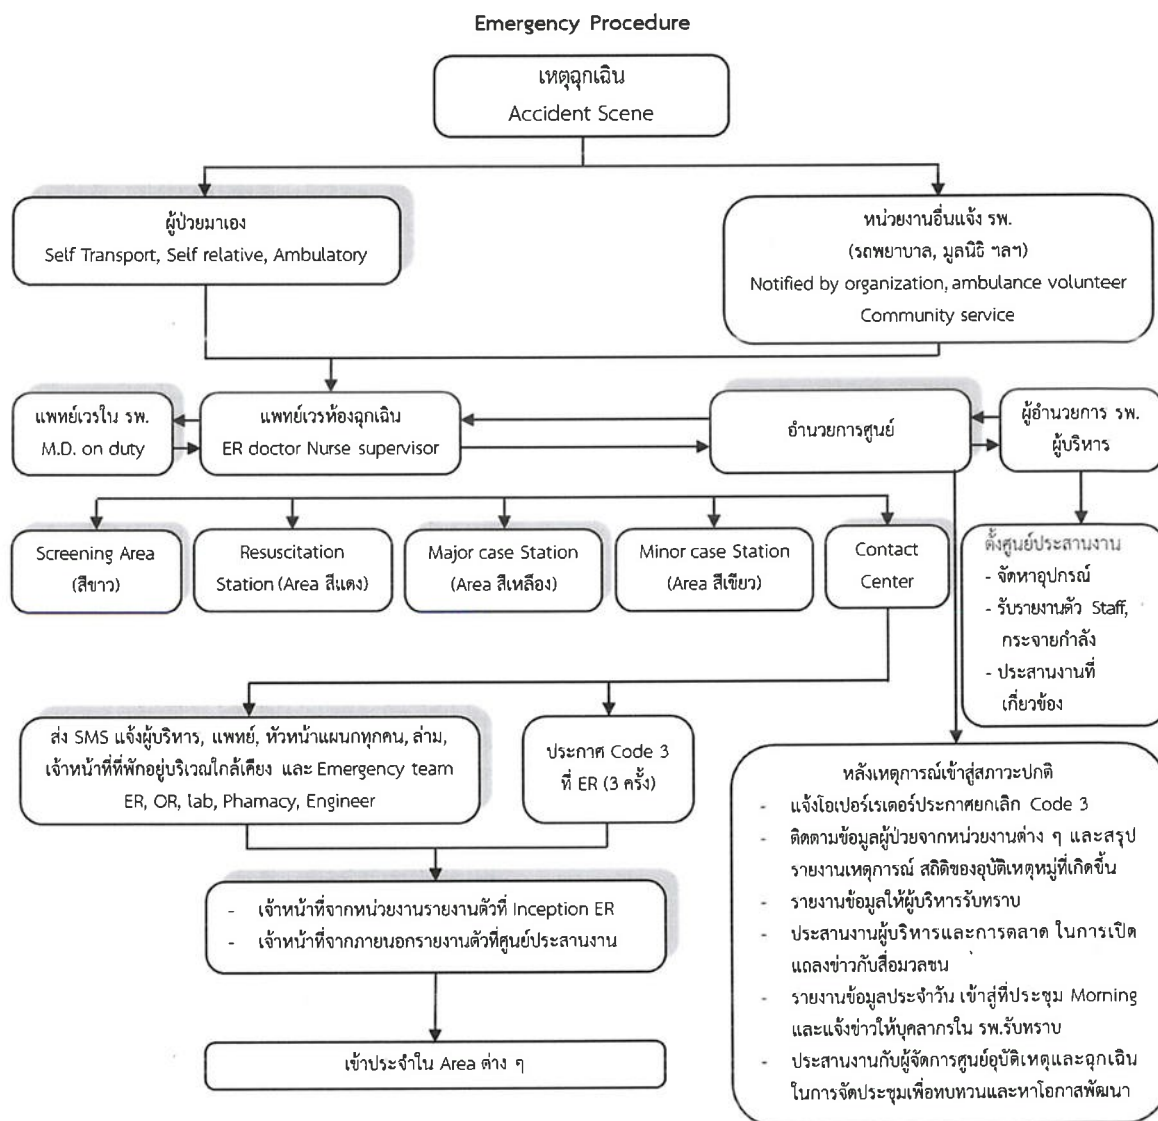 Emergency Procedure
เหตุฉุกเฉิน
Accident Scene
ผู้ป่วยมาเอง
Self Transport, Self relative, Ambulatory
หน่วยงานอื่นแจ้ง รพ.
(รถพยาบาล, มูลนิธิ ฯลฯ)
Notified by organization, ambulance volunteer
Community service
แพทย์เวรใน รพ.
M.D. on duty
แพทย์เวรห้องฉุกเฉิน
ER doctor Nurse supervisor
อำนวยการศูนย์
ผู้อำนวยการ รพ.
ผู้บริหาร
Screening Area
(สีขาว)
Resuscitation
Station (Area สีแดง)
Major case Station
(Area สีเหลือง)
Minor case Station
(Area สีเขียว)
Contact
Center
ตั้งศูนย์ประสานงาน
- จัดหาอุปกรณ์
- รับรายงานตัว Staff,
กระจายกำลัง
- ประสานงานที่
เกี่ยวข้อง
ส่ง SMS แจ้งผู้บริหาร, แพทย์, หัวหน้าแผนกทุกคน, ล่าม,
เจ้าหน้าที่ที่พักอยู่บริเวณใกล้เคียง และ Emergency team
ER, OR, lab, Phamacy, Engineer
ประกาศ Code 3
ที่ ER (3 ครั้ง)
- เจ้าหน้าที่จากหน่วยงานรายงานตัวที่ Inception ER
- เจ้าหน้าที่จากภายนอกรายงานตัวที่ศูนย์ประสานงาน
เข้าประจำใน Area ต่าง ๆ
หลังเหตุการณ์เข้าสู่สภาวะปกติ
- แจ้งโอเปอร์เรเตอร์ประกาศยกเลิก Code 3
- ติดตามข้อมูลผู้ป่วยจากหน่วยงานต่าง ๆ และสรุป
รายงานเหตุการณ์ สถิติของอุบัติเหตุหมู่ที่เกิดขึ้น
- รายงานข้อมูลให้ผู้บริหารรับทราบ
- ประสานงานผู้บริหารและการตลาด ในการเปิด
แถลงข่าวกับสื่อมวลชน
- รายงานข้อมูลประจำวัน เข้าสู่ที่ประชุม Morning
และแจ้งข่าวให้บุคลากรใน รพ.รับทราบ
- ประสานงานกับผู้จัดการศูนย์อุบัติเหตุและฉุกเฉิน
ในการจัดประชุมเพื่อทบทวนและหาโอกาสพัฒนา